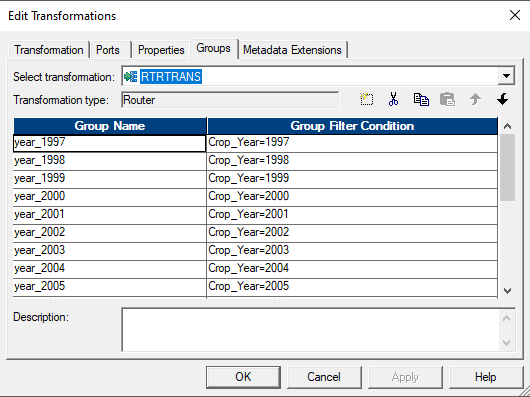 Edit Transformations
Transformation Ports Properties Groups Metadata Extensions
Select transformation: RTRTRANS
Transformation type: Router
Group Name Group Filter Condition
year_1997 Crop_Year=1997
year_1998 Crop_Year=1998
year_1999 Crop_Year=1999
year_2000 Crop_Year=2000
year_2001 Crop_Year=2001
year_2002 Crop_Year=2002
year_2003 Crop_Year=2003
year_2004 Crop_Year=2004
year_2005 Crop_Year=2005
Description:
OK Cancel Apply Help